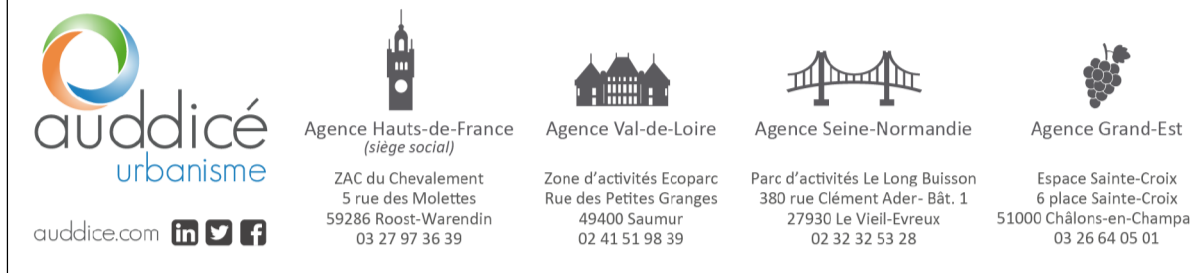 auddicé
urbanisme
auddice.com
Agence Hauts-de-France
(siège social)
ZAC du Chevalement
5 rue des Molettes
59286 Roost-Warendin
03 27 97 36 39
Agence Val-de-Loire
Zone d'activités Ecoparc
Rue des Petites Granges
49400 Saumur
02 41 51 98 39
Agence Seine-Normandie
Parc d'activités Le Long Buisson
380 rue Clément Ader- Bât. 1
27930 Le Vieil-Evreux
02 32 32 53 28
Agence Grand-Est
Espace Sainte-Croix
6 place Sainte-Croix
51000 Châlons-en-Champa
03 26 64 05 01